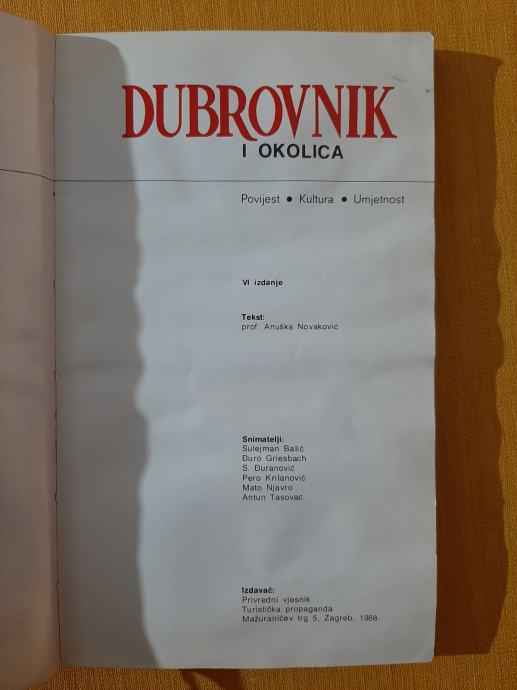 DUBROVNIK
I OKOLICA
Povijest ● Kultura ● Umjetnost
VI izdanje
Tekst:
prof. Anuška Novaković
Snimatelji:
Sulejman Balić
Đuro Griesbach
S. Đuranović
Pero Krilanović
Mato Njavro
Antun Tasovac
Izdavač:
Privredni vjesnik
Turistička propaganda
Mažuranićev trg 5, Zagreb, 1988.